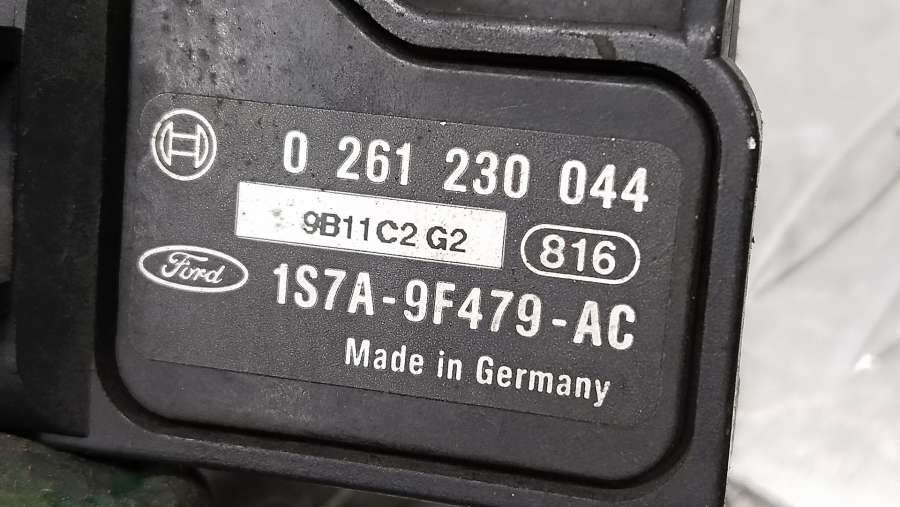 0 261 230 044
9B11C2 G2
816
Ford
1S7A-9F479-AC
Made in Germany